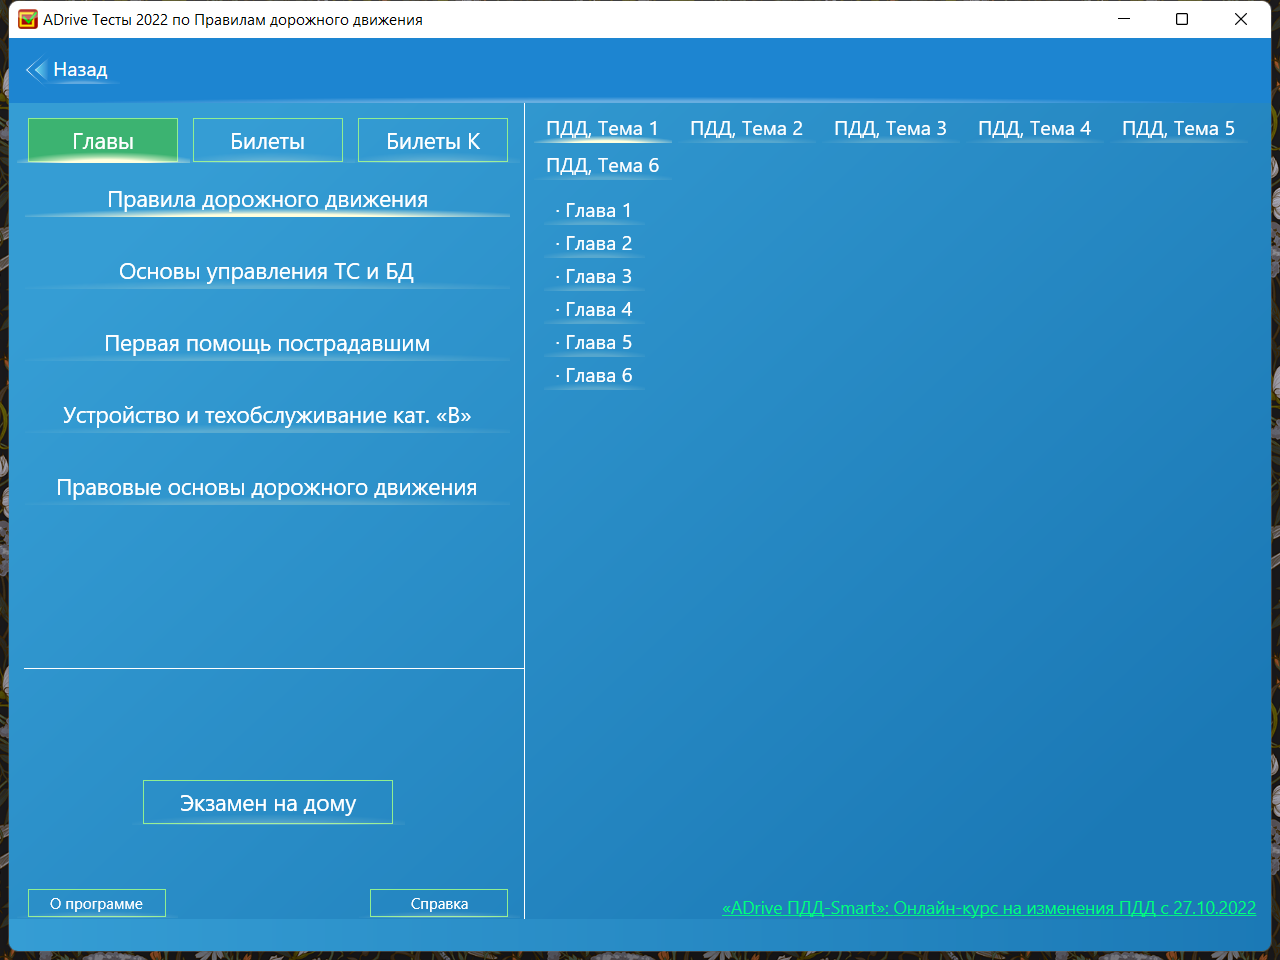 ADrive Тесты 2022 по Правилам дорожного движения
Назад
Главы
Билеты
Билеты К
Правила дорожного движения
Основы управления ТС и БД
Первая помощь пострадавшим
Устройство и техобслуживание кат. «В»
Правовые основы дорожного движения
Экзамен на дому
О программе
Справка
ПДД, Тема 1
ПДД, Тема 2
ПДД, Тема 3
ПДД, Тема 4
ПДД, Тема 5
ПДД, Тема 6
· Глава 1
· Глава 2
· Глава 3
· Глава 4
· Глава 5
· Глава 6
«ADrive ПДД-Smart»: Онлайн-курс на изменения ПДД с 27.10.2022